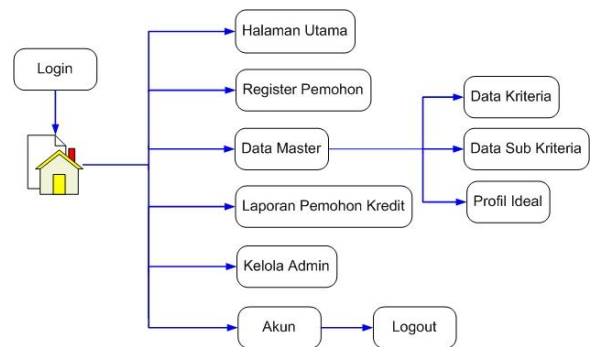 Halaman Utama
Login
Register Pemohon
Data Kriteria
Data Master
Data Sub Kriteria
Laporan Pemohon Kredit
Profil Ideal
Kelola Admin
Akun
Logout